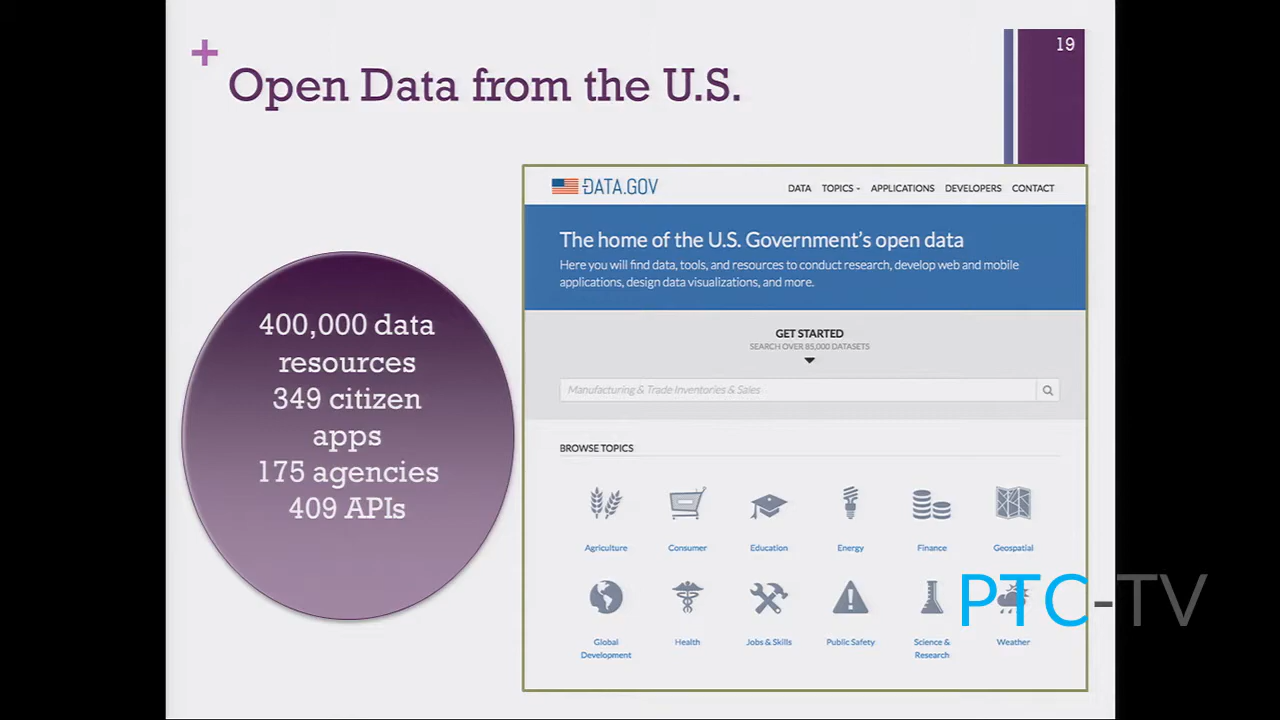 +
19
Open Data from the U.S.
400,000 data
resources
349 citizen
apps
175 agencies
409 APIs
DATA.GOV
DATA TOPICS APPLICATIONS DEVELOPERS CONTACT
The home of the U.S. Government's open data
Here you will find data, tools, and resources to conduct research, develop web and mobile
applications, design data visualizations, and more.
GET STARTED
SEARCH OVER 85,000 DATASETS
Manufacturing & Trade Inventories & Sales
BROWSE TOPICS
Agriculture Consumer Education Energy Finance Geospatial
Global Health Jobs & Skills Public Safety Science & Weather
Development Research
PTC-TV